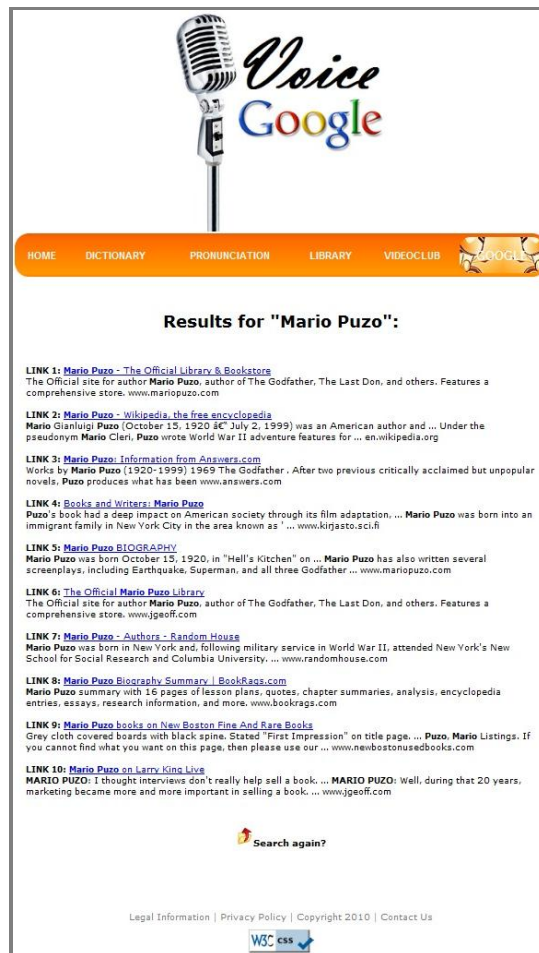 Voice
Google
HOME DICTIONARY PRONUNCIATION LIBRARY VIDEOCLUB GOOGLE
Results for "Mario Puzo":
LINK 1: Mario Puzo - The Official Library & Bookstore
The Official site for author Mario Puzo, author of The Godfather, The Last Don, and others. Features a
comprehensive store. www.mariopuzo.com
LINK 2: Mario Puzo - Wikipedia, the free encyclopedia
Mario Gianluigi Puzo (October 15, 1920 â€“ July 2, 1999) was an American author and ... Under the
pseudonym Mario Cleri, Puzo wrote World War II adventure features for ... en.wikipedia.org
LINK 3: Mario Puzo: Information from Answers.com
Works by Mario Puzo (1920-1999) 1969 The Godfather . After two previous critically acclaimed but unpopular
novels, Puzo produces what has been www.answers.com
LINK 4: Books and Writers: Mario Puzo
Puzo's book had a deep impact on American society through its film adaptation, ... Mario Puzo was born into an
immigrant family in New York City in the area known as ' ... www.kirjasto.sci.fi
LINK 5: Mario Puzo BIOGRAPHY
Mario Puzo was born October 15, 1920, in "Hell's Kitchen" on ... Mario Puzo has also written several
screenplays, including Earthquake, Superman, and all three Godfather ... www.mariopuzo.com
LINK 6: The Official Mario Puzo Library
The Official site for author Mario Puzo, author of The Godfather, The Last Don, and others. Features a
comprehensive store. www.jgeoff.com
LINK 7: Mario Puzo - Authors - Random House
Mario Puzo was born in New York and, following military service in World War II, attended New York's New
School for Social Research and Columbia University. ... www.randomhouse.com
LINK 8: Mario Puzo Biography Summary | BookRags.com
Mario Puzo summary with 16 pages of lesson plans, quotes, chapter summaries, analysis, encyclopedia
entries, essays, research information, and more. www.bookrags.com
LINK 9: Mario Puzo books on New Boston Fine And Rare Books
Grey cloth covered boards with black spine. Stated "First Impression" on title page. ... Puzo, Mario Listings. If
you cannot find what you want on this page, then please use our ... www.newbostonusedbooks.com
LINK 10: Mario Puzo on Larry King Live
MARIO PUZO: I thought interviews don't really help sell a book. ... MARIO PUZO: Well, during that 20 years,
marketing became more and more important in selling a book. ... www.jgeoff.com
Search again?
Legal Information | Privacy Policy | Copyright 2010 | Contact Us
W3C css